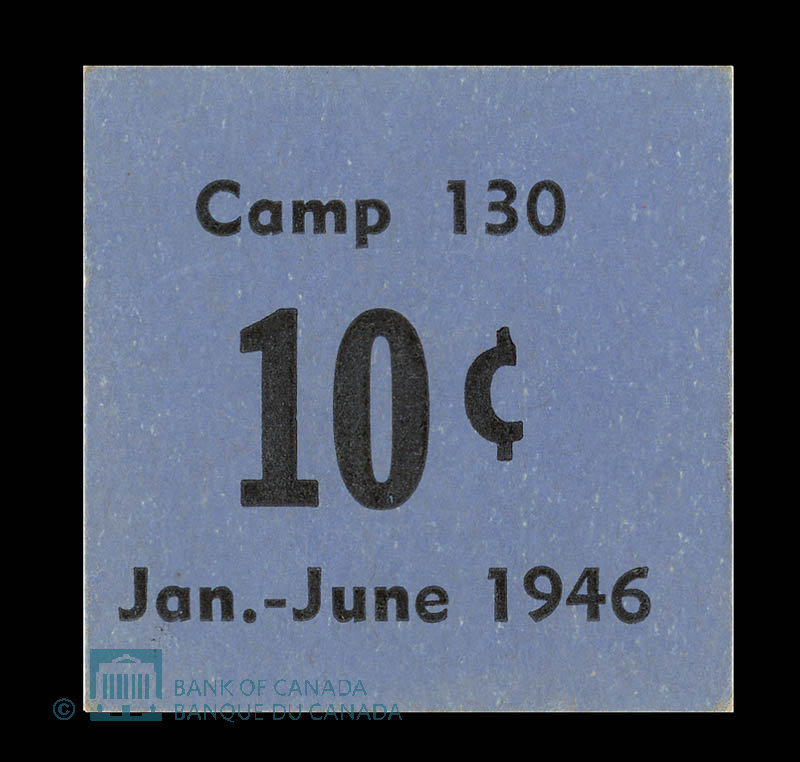 Camp 130
10¢
Jan.-June 1946
© BANK OF CANADA
BANQUE DU CANADA